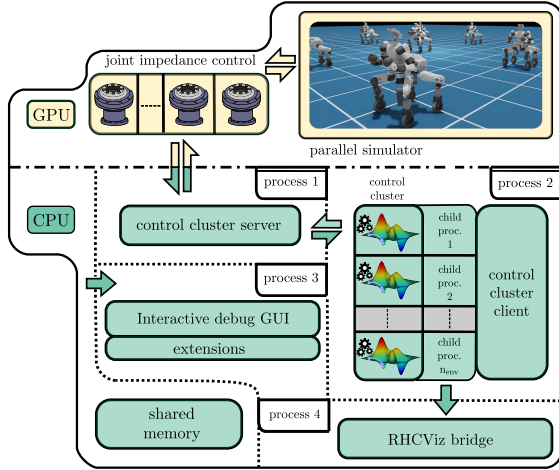 joint impedance control
GPU
parallel simulator
process 1
process 2
CPU
control cluster server
control
cluster
child
proc.
1
child
proc.
2
child
proc.
n_env
control
cluster
client
process 3
Interactive debug GUI
extensions
shared
memory
process 4
RHCViz bridge